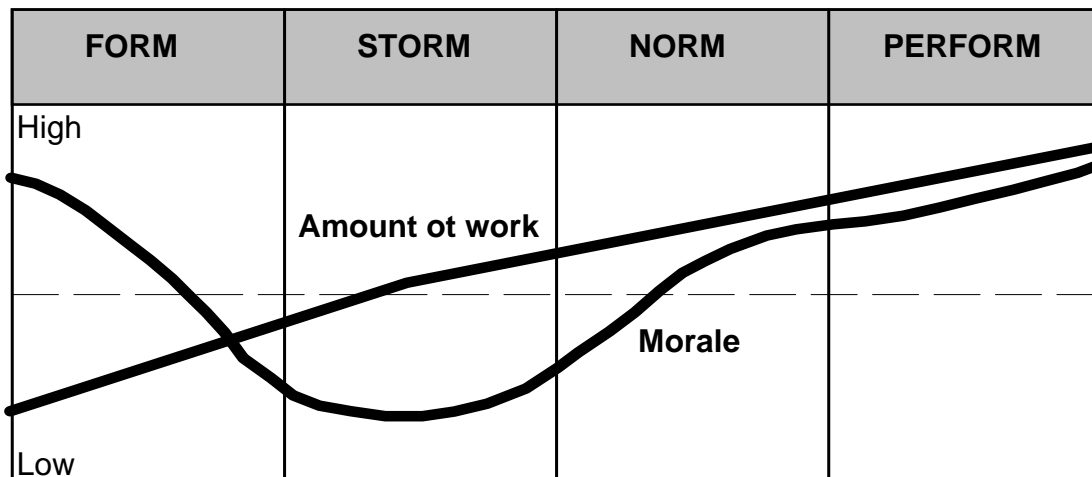 FORM STORM NORM PERFORM
High
Amount ot work
Morale
Low